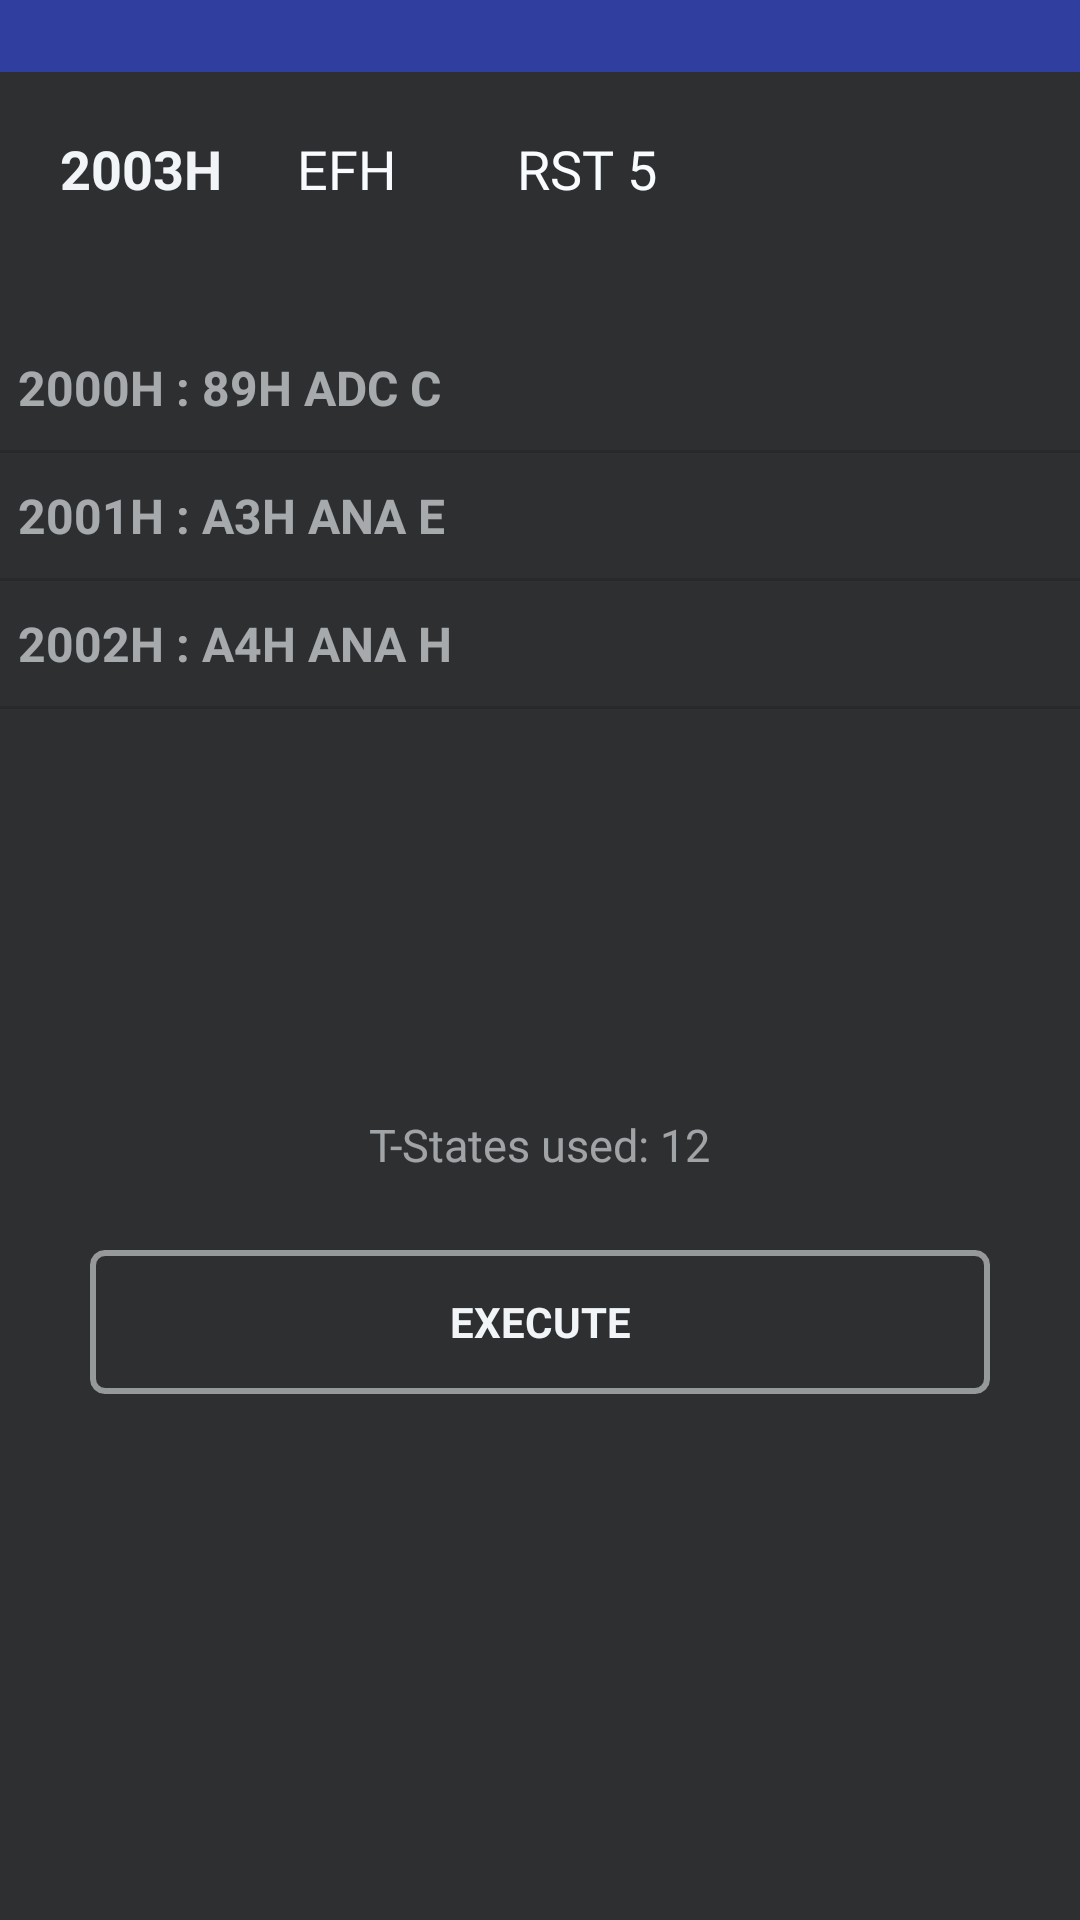 2003H EFH RST 5
2000H : 89H ADC C
2001H : A3H ANA E
2002H : A4H ANA H
T-States used: 12
EXECUTE